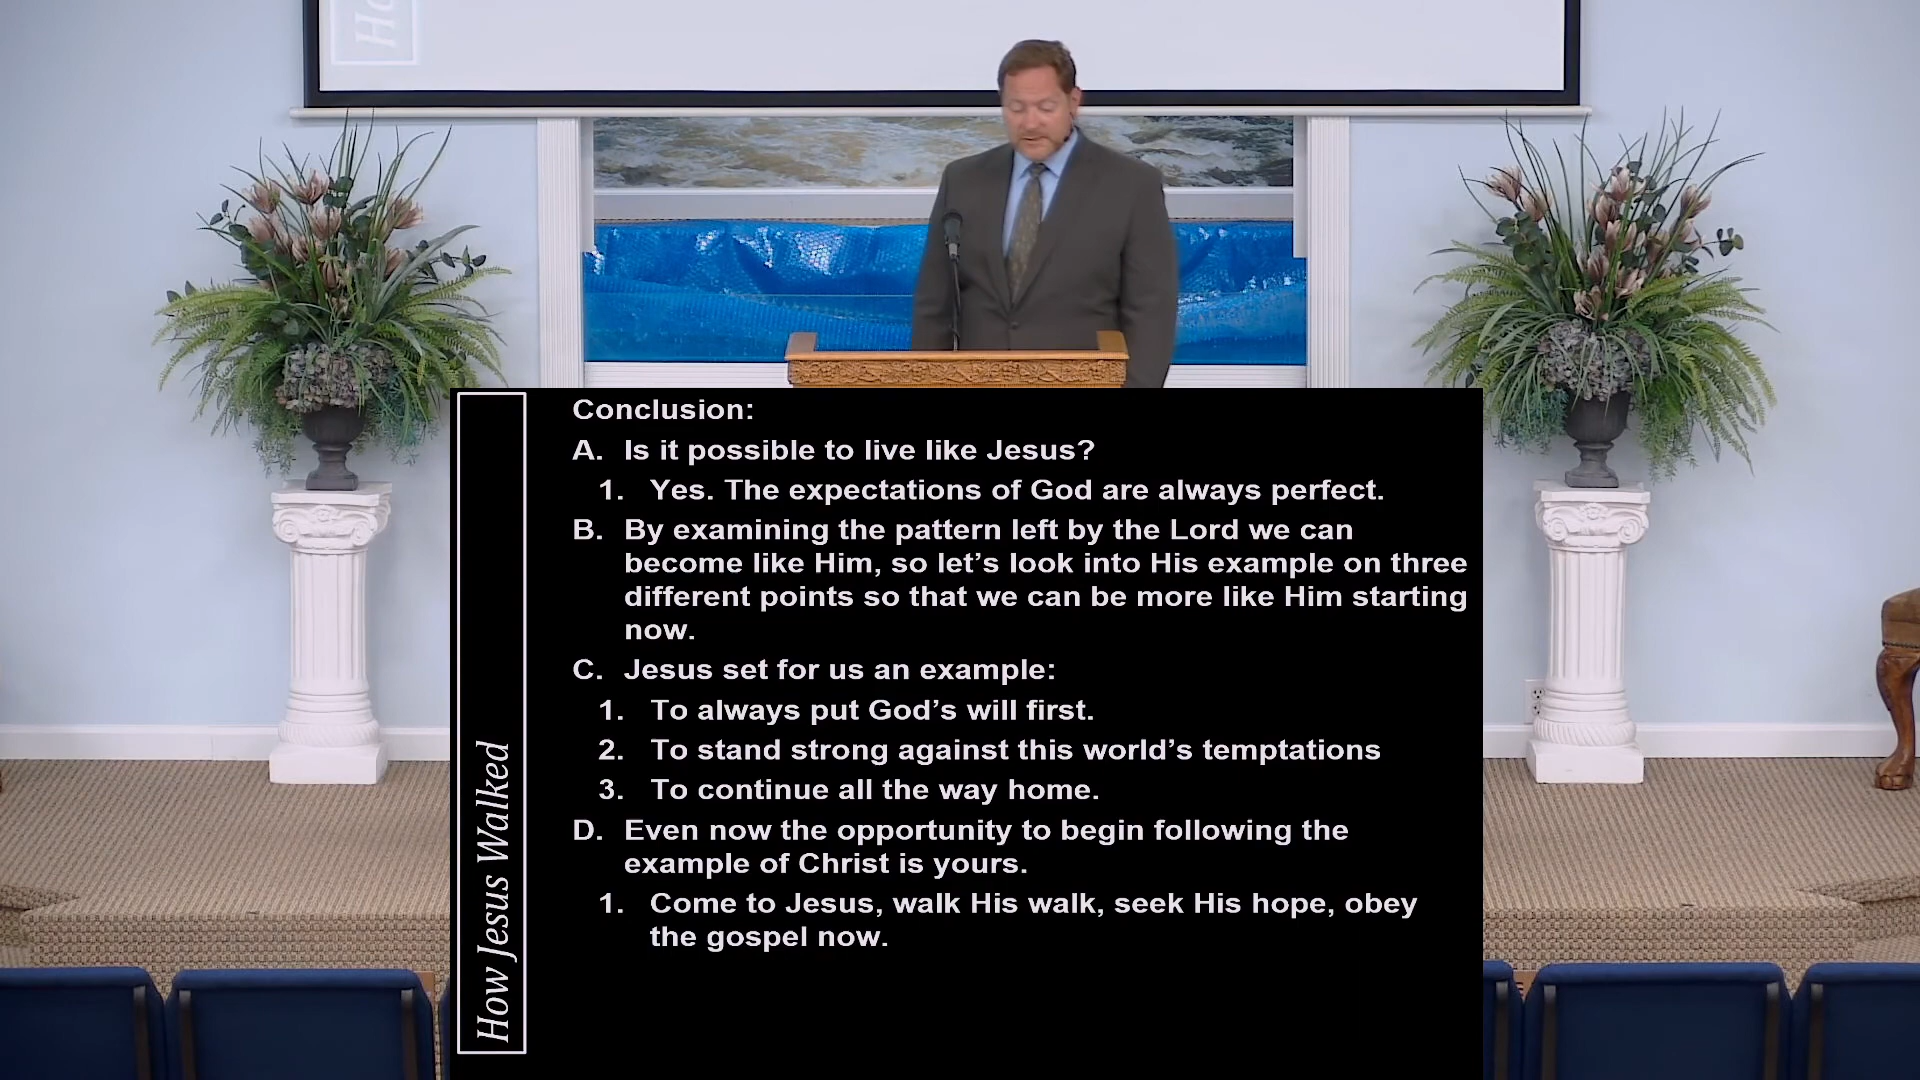 Ho
Conclusion:
A. Is it possible to live like Jesus?
1. Yes. The expectations of God are always perfect.
B. By examining the pattern left by the Lord we can
become like Him, so let’s look into His example on three
different points so that we can be more like Him starting
now.
C. Jesus set for us an example:
1. To always put God’s will first.
2. To stand strong against this world’s temptations
3. To continue all the way home.
D. Even now the opportunity to begin following the
example of Christ is yours.
1. Come to Jesus, walk His walk, seek His hope, obey
the gospel now.
How Jesus Walked